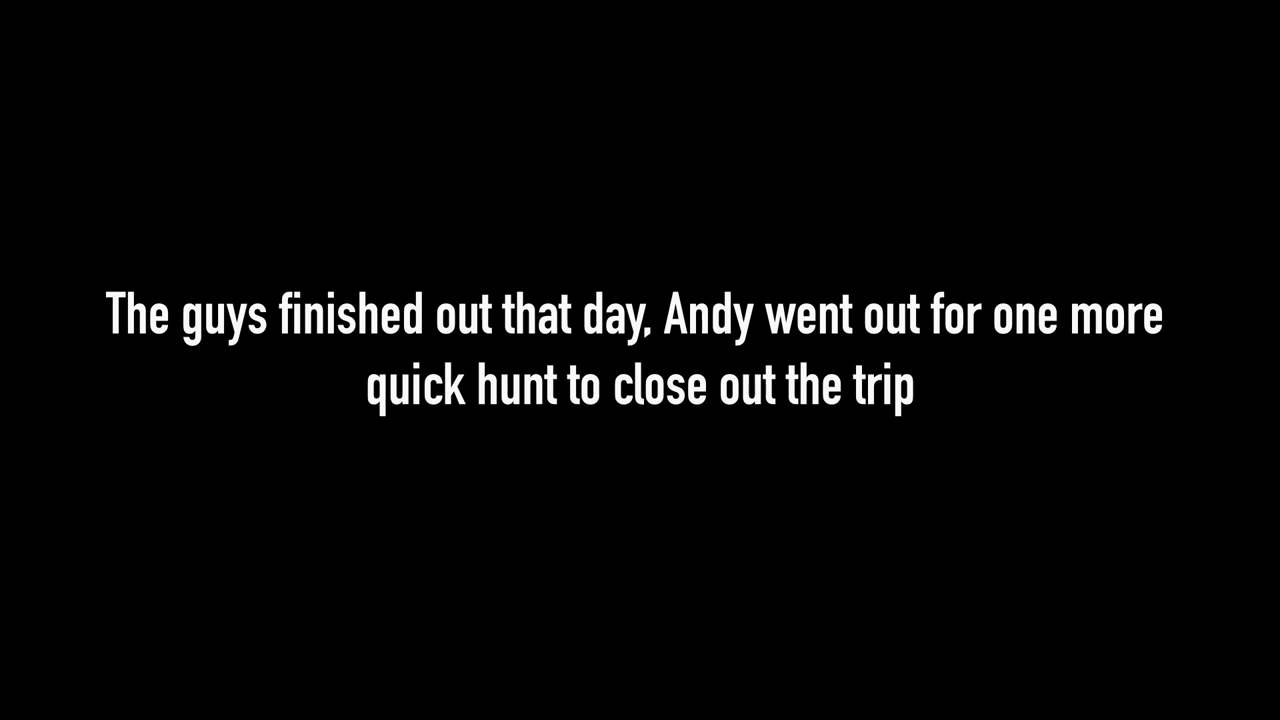 The guys finished out that day, Andy went out for one more
quick hunt to close out the trip